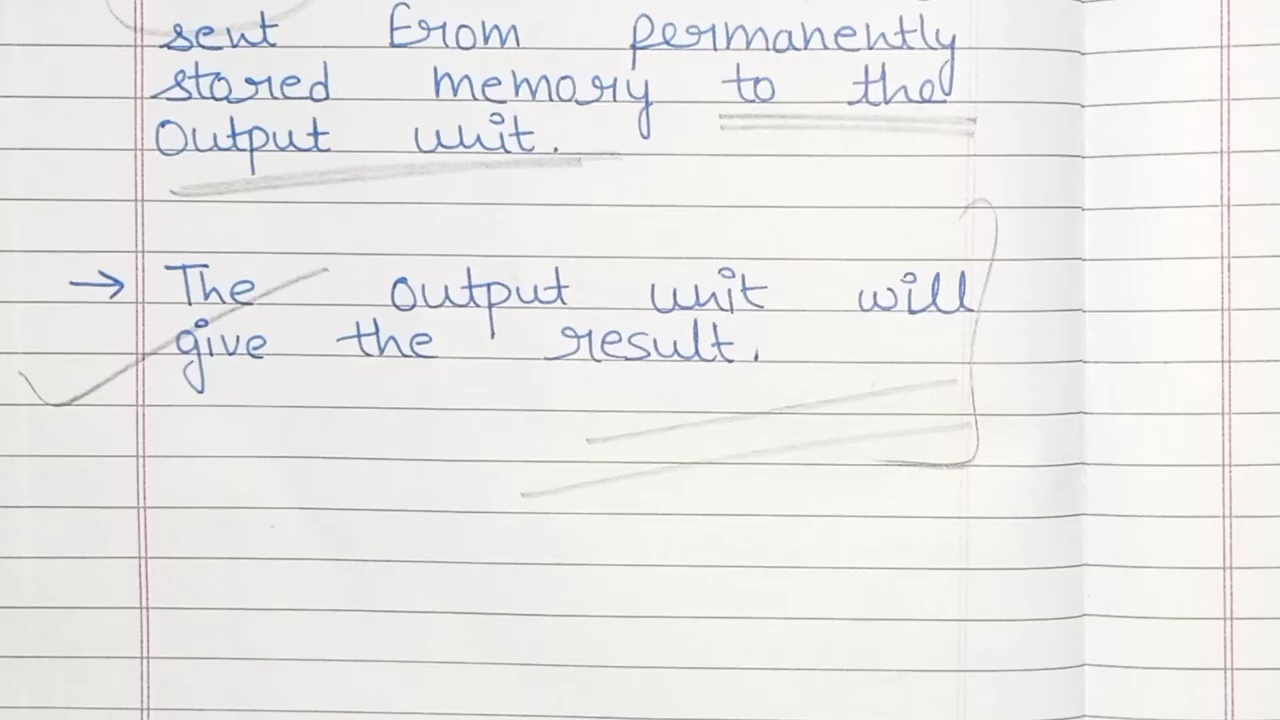 sent from permanently
stored memory to the
Output unit.
→ The output unit will
give the result.